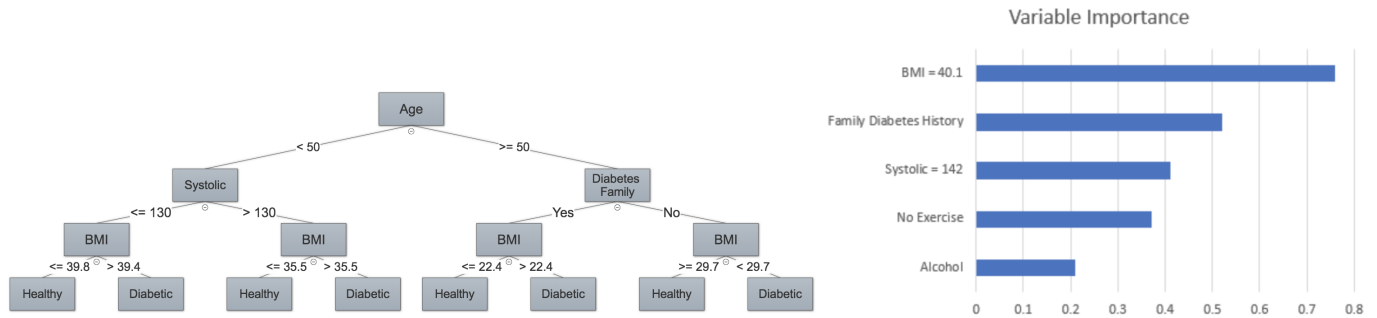 Age
< 50
>= 50
Systolic
Diabetes
Family
<= 130
> 130
Yes
No
BMI
BMI
BMI
BMI
<= 39.8
> 39.4
<= 35.5
> 35.5
<= 22.4
> 22.4
>= 29.7
< 29.7
Healthy
Diabetic
Healthy
Diabetic
Healthy
Diabetic
Healthy
Diabetic
Variable Importance
BMI = 40.1
Family Diabetes History
Systolic = 142
No Exercise
Alcohol
0 0.1 0.2 0.3 0.4 0.5 0.6 0.7 0.8